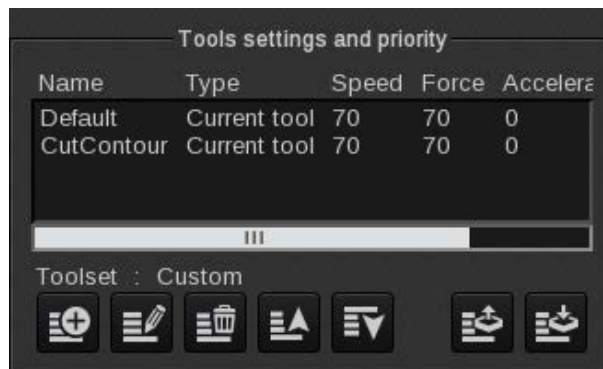 Tools settings and priority
Name Type Speed Force Accelera
Default Current tool 70 70 0
CutContour Current tool 70 70 0
Toolset : Custom